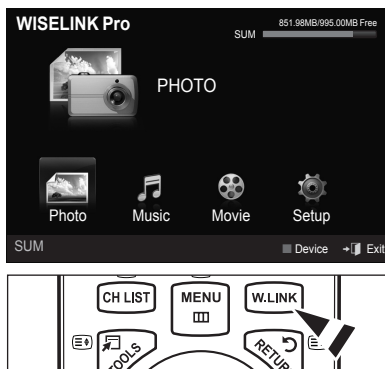 WISELINK Pro
851.98MB/995.00MB Free
SUM
PHOTO
Photo Music Movie Setup
SUM Device Exit
CH LIST MENU W.LINK
TOOLS RETUR